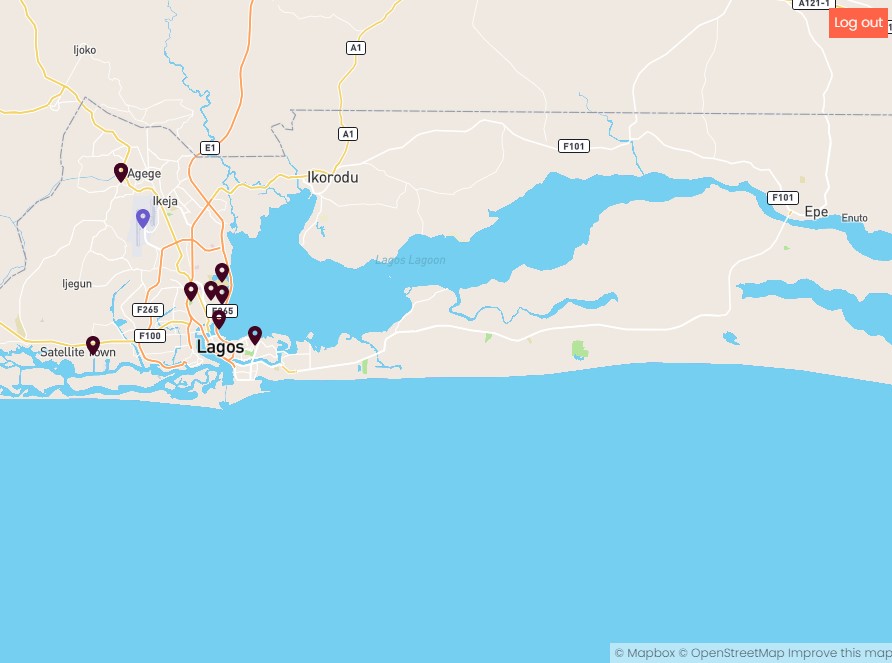 A121-1
Log out
Ijoko
A1
A1
E1
F101
Agege
Ikorodu
Ikeja
F101
Epe
Enuto
Lagos Lagoon
Ijegun
F265
F265
F100
Lagos
Satellite Town
© Mapbox © OpenStreetMap Improve this map